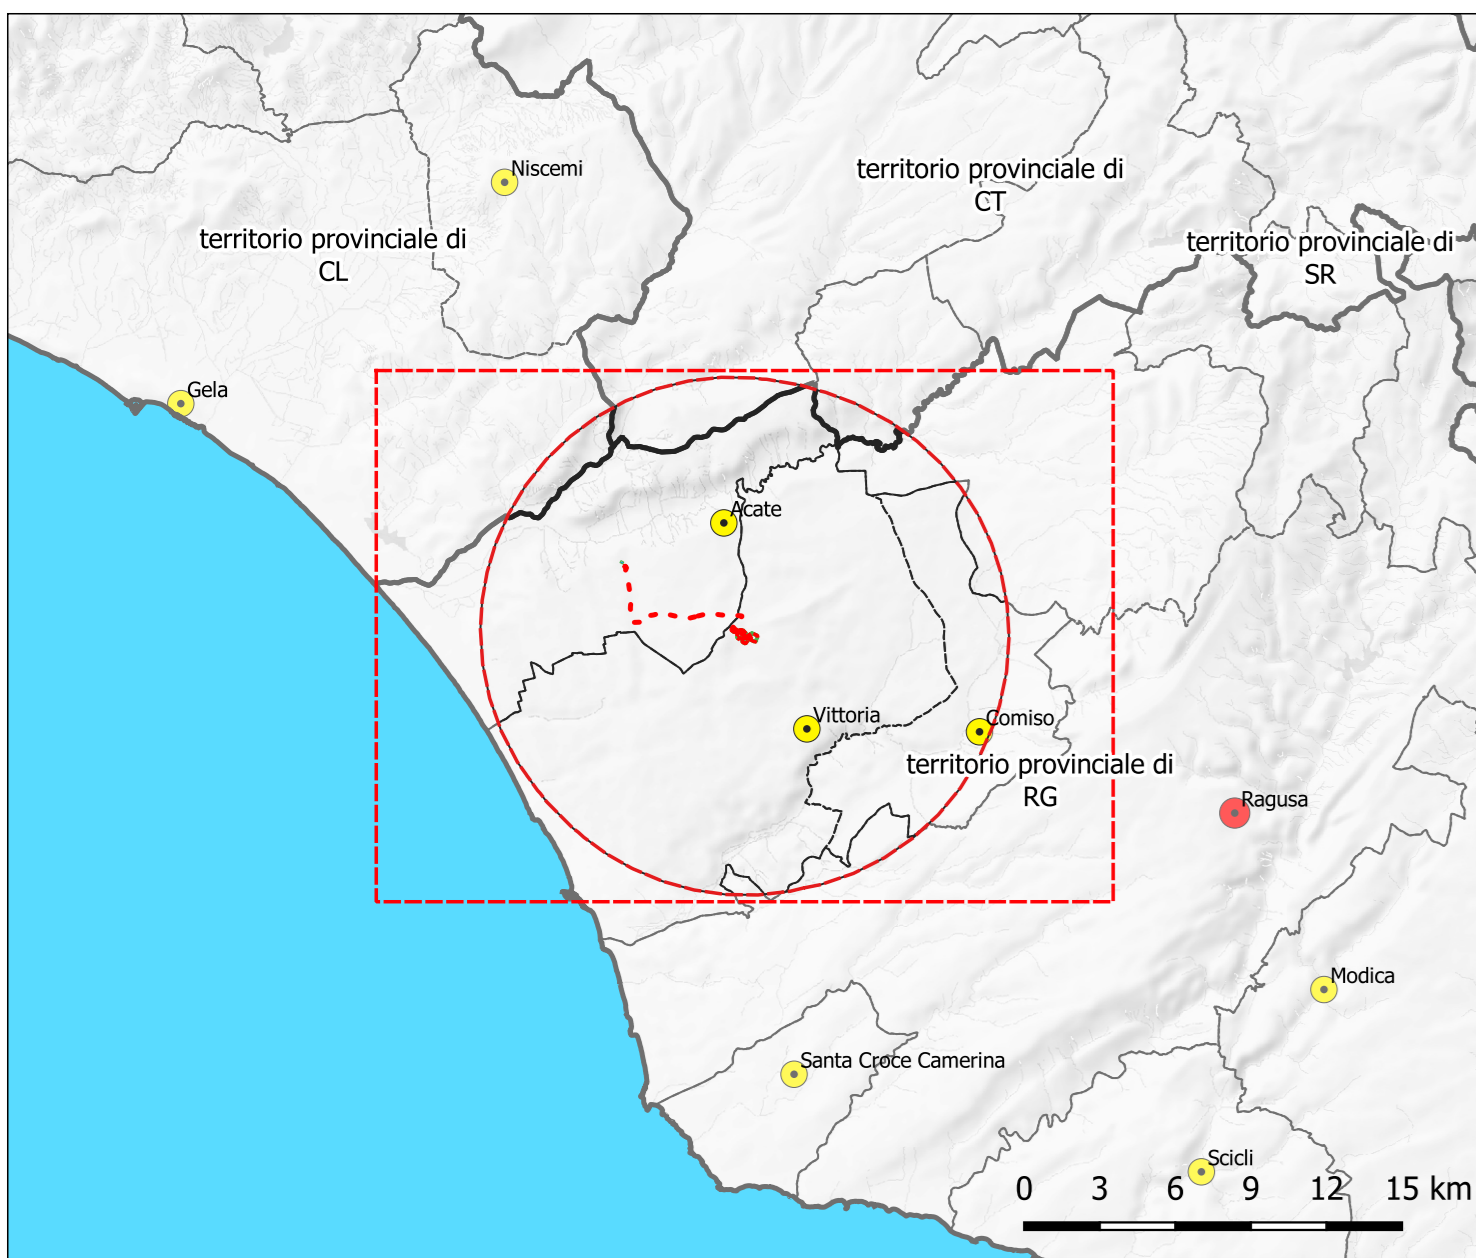 Niscemi
territorio provinciale di
CT
territorio provinciale di
CL
territorio provinciale di
SR
Gela
Acate
Vittoria
Comiso
territorio provinciale di
RG
Ragusa
Modica
Santa Croce Camerina
Scicli
0 3 6 9 12 15 km